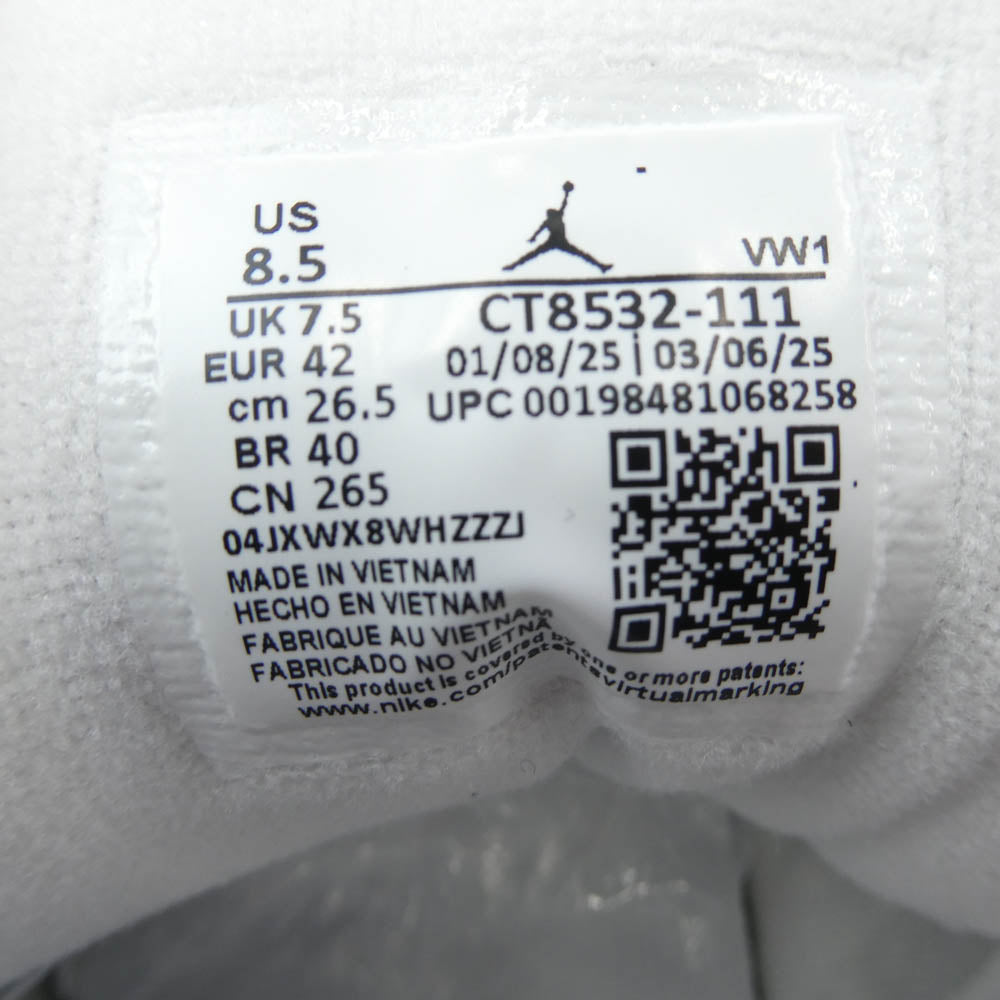 US
8.5
VW1
UK 7.5
CT8532-111
EUR 42
01/08/25 | 03/06/25
cm 26.5
UPC 00198481068258
BR 40
CN 265
04JXWX8WHZZZJ
MADE IN VIETNAM
HECHO EN VIETNAM
FABRIQUE AU VIETNAM
FABRICADO NO VIETNÃ
This product is covered by one or more patents:
www.nike.com/patentsvirtualmarking